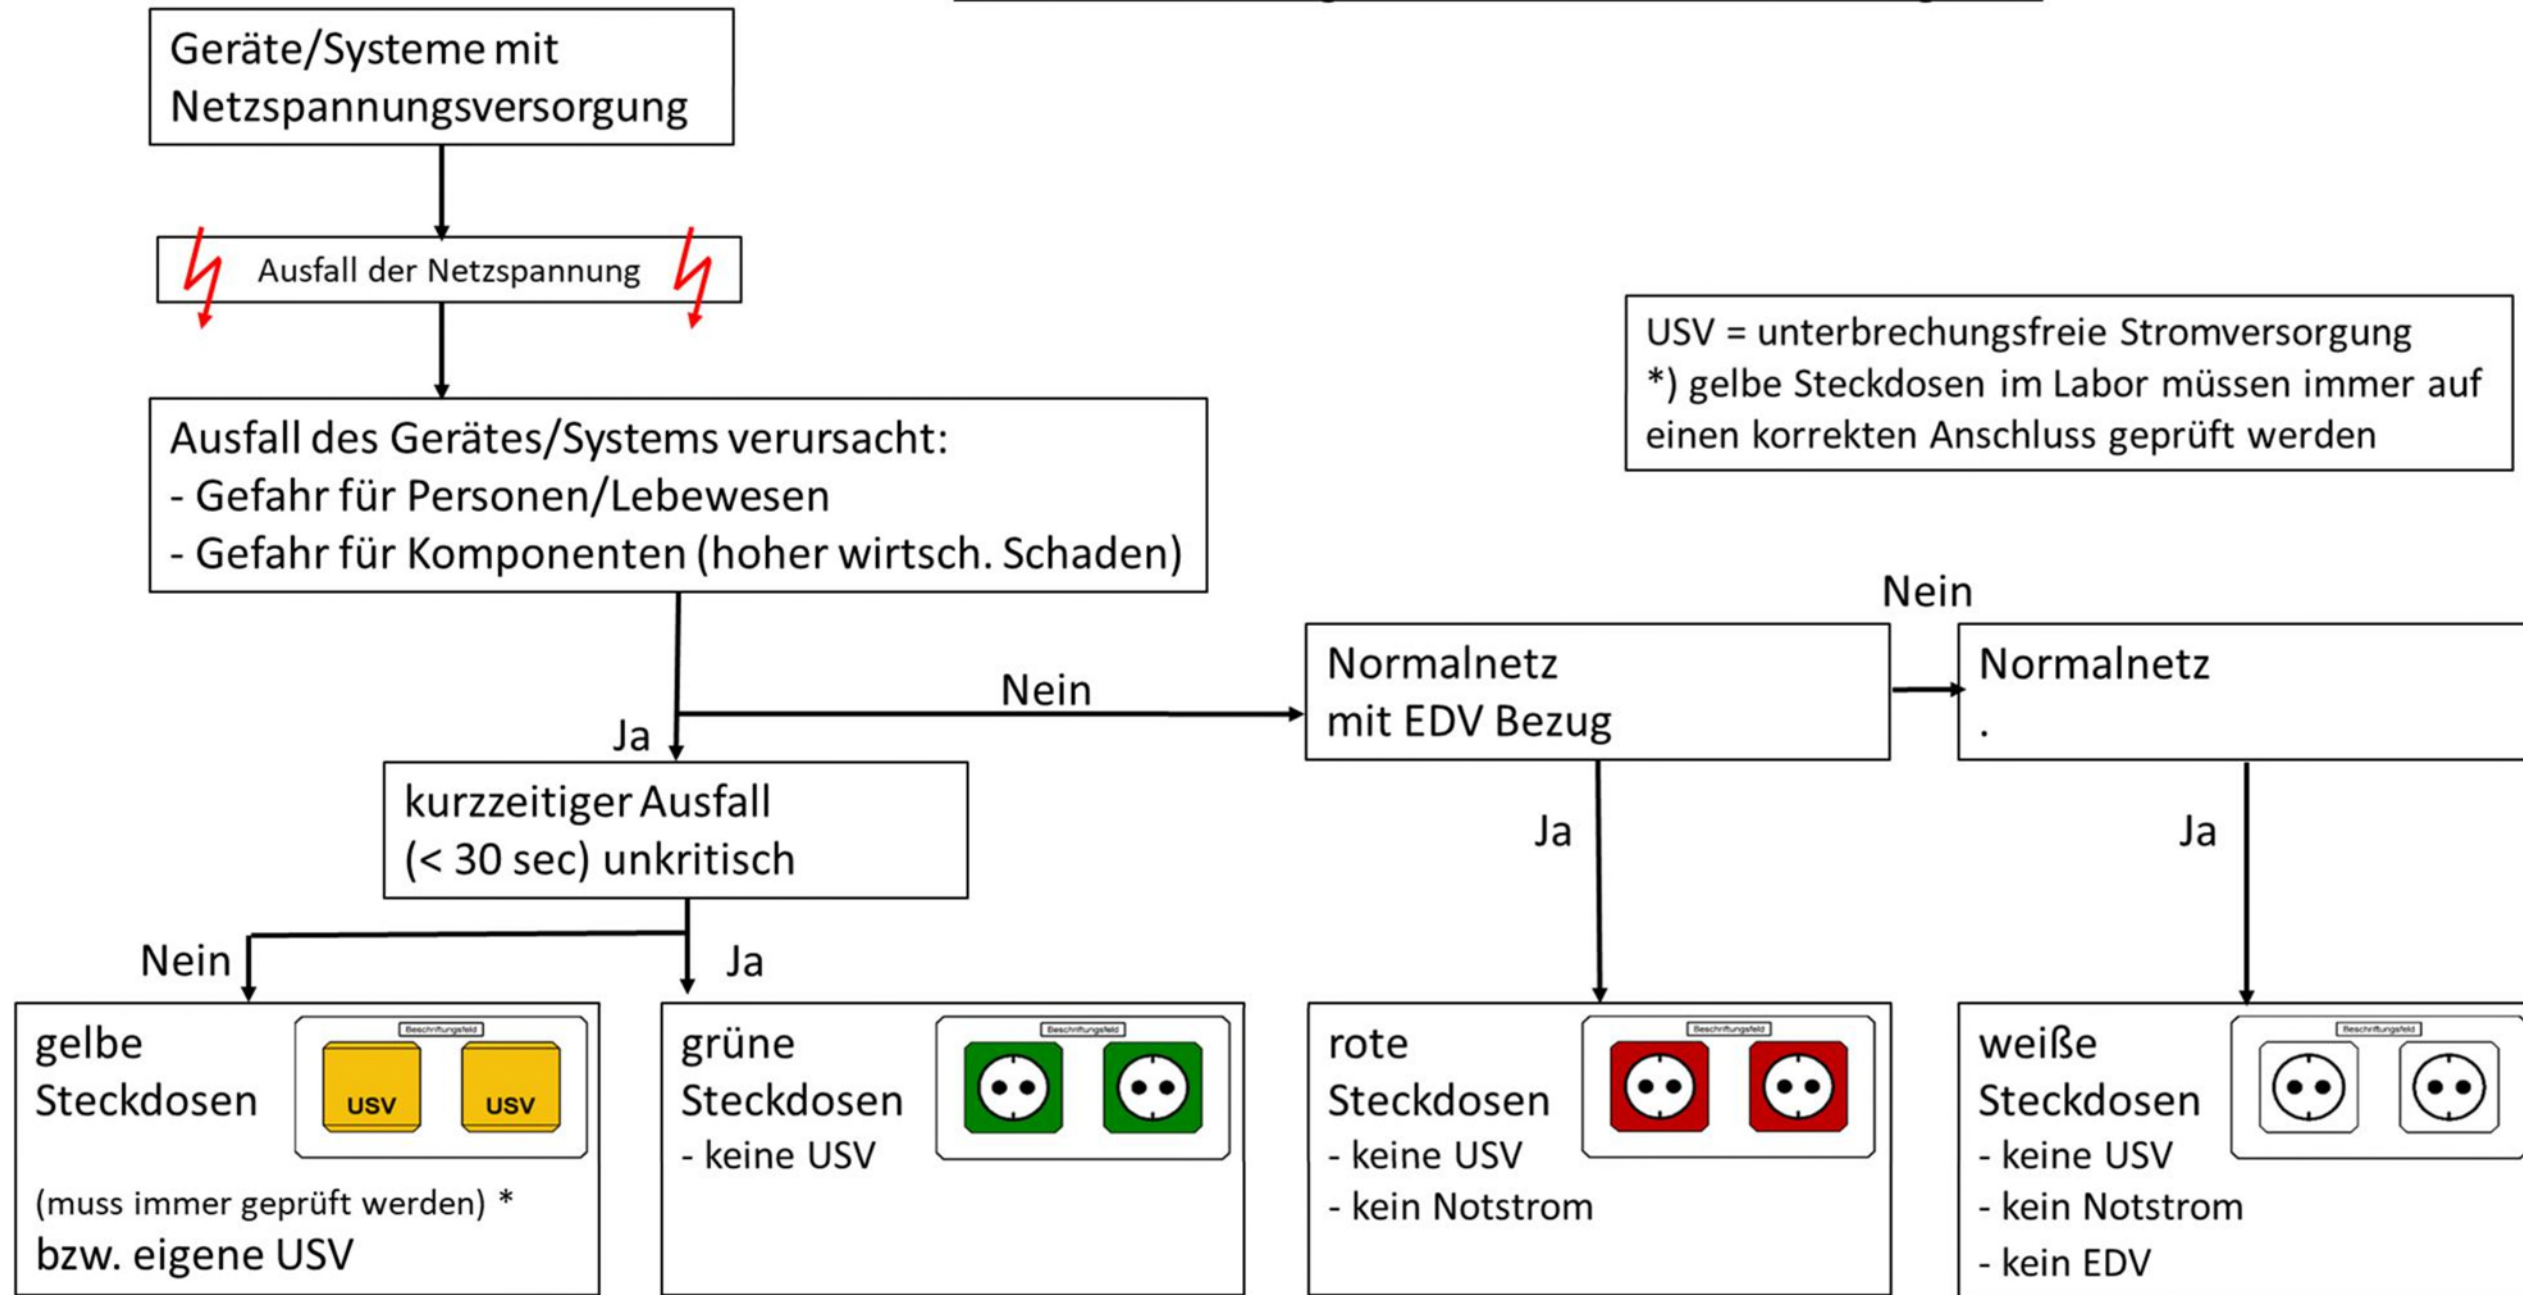 Geräte/Systeme mit
Netzspannungsversorgung
Ausfall der Netzspannung
USV = unterbrechungsfreie Stromversorgung
*) gelbe Steckdosen im Labor müssen immer auf
einen korrekten Anschluss geprüft werden
Ausfall des Gerätes/Systems verursacht:
- Gefahr für Personen/Lebewesen
- Gefahr für Komponenten (hoher wirtsch. Schaden)
Nein
Normalnetz
mit EDV Bezug
Normalnetz
.
Nein
Ja
kurzzeitiger Ausfall
(< 30 sec) unkritisch
Ja
Ja
Nein
Ja
gelbe
Steckdosen
Beschriftungsfeld
USV
USV
(muss immer geprüft werden) *
bzw. eigene USV
grüne
Steckdosen
- keine USV
Beschriftungsfeld
rote
Steckdosen
- keine USV
- kein Notstrom
Beschriftungsfeld
weiße
Steckdosen
- keine USV
- kein Notstrom
- kein EDV
Beschriftungsfeld